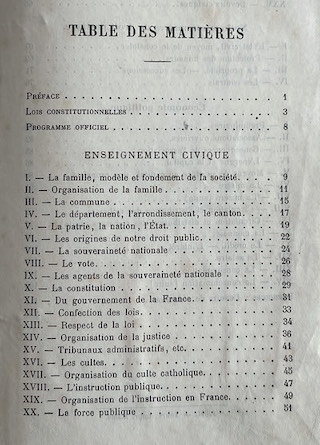 TABLE DES MATIÈRES
PRÉFACE . . . . . . . . . . . . . . . . . . . . . 1
LOIS CONSTITUTIONNELLES . . . . . . . . . . . . . 3
PROGRAMME OFFICIEL . . . . . . . . . . . . . . . 8
ENSEIGNEMENT CIVIQUE
I. — La famille, modèle et fondement de la société. . . . 9
II. — Organisation de la famille . . . . . . . . . . 11
III. — La commune . . . . . . . . . . . . . . . 15
IV. — Le département, l'arrondissement, le canton. . . . 17
V. — La patrie, la nation, l'État. . . . . . . . . . 19
VI. — Les origines de notre droit public. . . . . . . 22
VII. — La souveraineté nationale . . . . . . . . . . 24
VIII. — Le vote. . . . . . . . . . . . . . . . . 26
IX. — Les agents de la souveraineté nationale . . . . . 28
X. — La constitution . . . . . . . . . . . . . . 29
XI. — Du gouvernement de la France. . . . . . . . . 31
XII. — Confection des lois. . . . . . . . . . . . . 33
XIII. — Respect de la loi . . . . . . . . . . . . . 34
XIV. — Organisation de la justice . . . . . . . . . . 36
XV. — Tribunaux administratifs, etc. . . . . . . . . . 41
XVI. — Les cultes. . . . . . . . . . . . . . . . 43
XVII. — Organisation du culte catholique. . . . . . . . 45
XVIII. — L'instruction publique. . . . . . . . . . . . 47
XIX. — Organisation de l'instruction en France. . . . . . 49
XX. — La force publique . . . . . . . . . . . . . 51